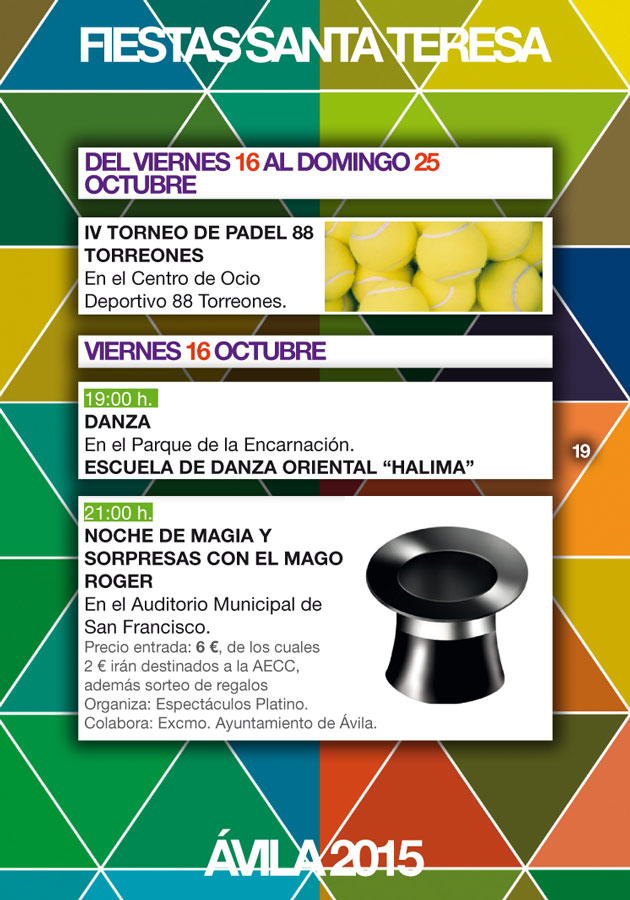 FIESTAS SANTA TERESA
DEL VIERNES 16 AL DOMINGO 25
OCTUBRE
IV TORNEO DE PADEL 88
TORREONES
En el Centro de Ocio
Deportivo 88 Torreones.
VIERNES 16 OCTUBRE
19:00 h.
DANZA
En el Parque de la Encarnación.
ESCUELA DE DANZA ORIENTAL “HALIMA”
19
21:00 h.
NOCHE DE MAGIA Y
SORPRESAS CON EL MAGO
ROGER
En el Auditorio Municipal de
San Francisco.
Precio entrada: 6 €, de los cuales
2 € irán destinados a la AECC,
además sorteo de regalos
Organiza: Espectáculos Platino.
Colabora: Excmo. Ayuntamiento de Ávila.
ÁVILA 2015